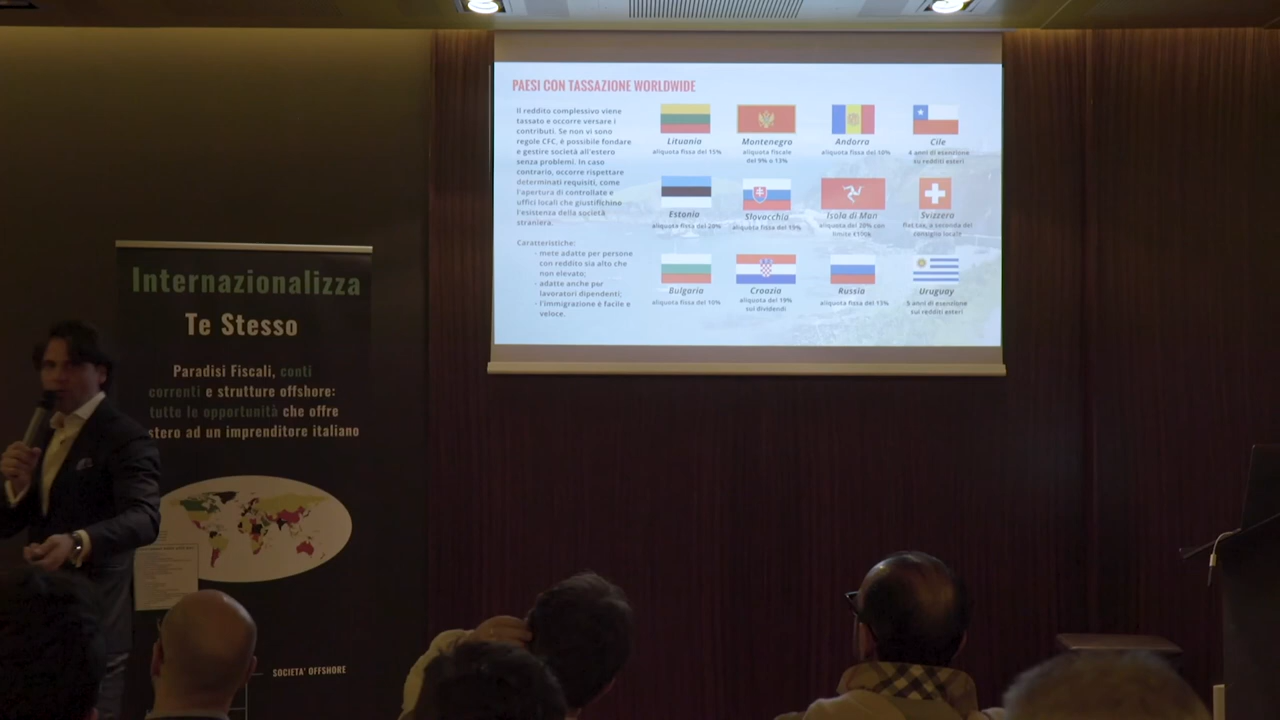 PAESI CON TASSAZIONE WORLDWIDE
Il reddito complessivo viene
tassato e occorre versare i
contributi. Se non vi sono
regole CFC, è possibile fondare
e gestire società all'estero
senza problemi. In caso
contrario, occorre rispettare
determinati requisiti, come
l'apertura di controllate e
uffici locali che giustifichino
l'esistenza della società
straniera.
Caratteristiche:
- mete adatte per persone
con reddito sia alto che
non elevato;
- adatte anche per
lavoratori dipendenti;
- l'immigrazione è facile e
veloce.
Lituania
aliquota fissa del 15%
Montenegro
aliquota fiscale
del 9% o 13%
Andorra
aliquota fissa del 10%
Cile
4 anni di esenzione
su redditi esteri
Estonia
aliquota fissa del 20%
Slovacchia
aliquota fissa del 19%
Isola di Man
aliquota del 20% con
limite £150k
Svizzera
flat tax, a seconda del
consiglio locale
Bulgaria
aliquota fissa del 10%
Croazia
aliquota del 19%
sui dividendi
Russia
aliquota fissa del 13%
Uruguay
5 anni di esenzione
sui redditi esteri
Internazionalizza
Te Stesso
Paradisi Fiscali, conti
correnti e strutture offshore:
tutte le opportunità che offre
stero ad un imprenditore italiano
SOCIETA' OFFSHORE